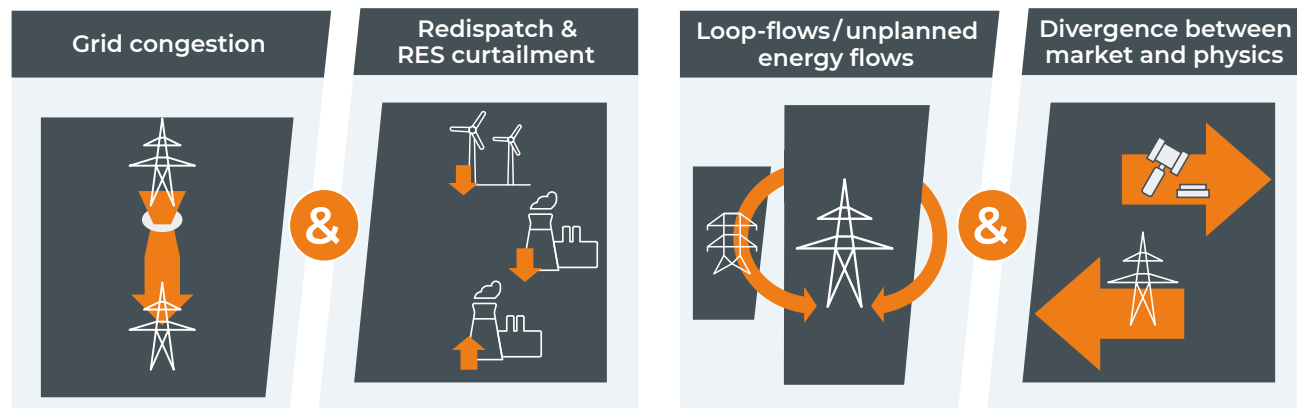 Grid congestion
&
Redispatch &
RES curtailment
Loop-flows/unplanned
energy flows
&
Divergence between
market and physics